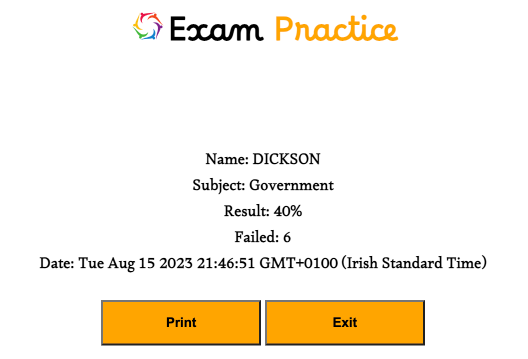 Exam Practice
Name: DICKSON
Subject: Government
Result: 40%
Failed: 6
Date: Tue Aug 15 2023 21:46:51 GMT+0100 (Irish Standard Time)
Print Exit